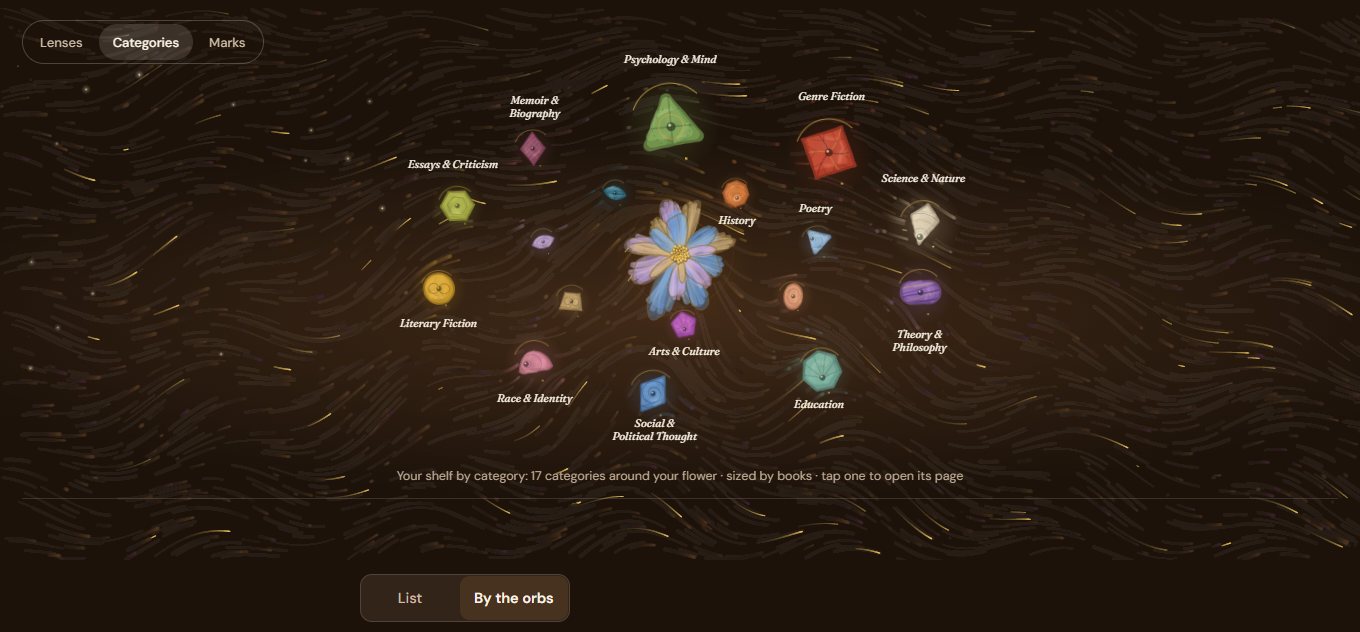 Lenses
Categories
Marks
Psychology & Mind
Memoir &
Biography
Genre Fiction
Essays & Criticism
Science & Nature
Poetry
History
Literary Fiction
Theory &
Philosophy
Arts & Culture
Race & Identity
Education
Social &
Political Thought
Your shelf by category: 17 categories around your flower · sized by books · tap one to open its page
List
By the orbs